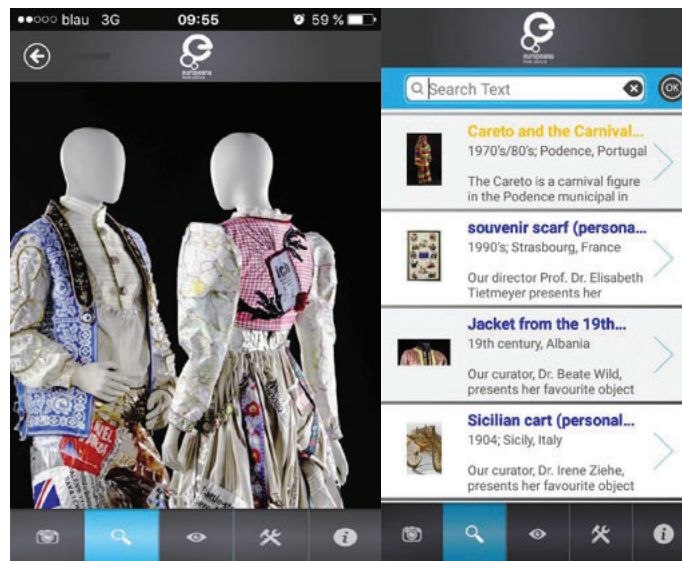 blau 3G 09:55 59 %
europeana
Search Text
OK
Careto and the Carnival...
1970's/80's; Podence, Portugal
The Careto is a carnival figure
in the Podence municipal in
souvenir scarf (persona...
1990's; Strasbourg, France
Our director Prof. Dr. Elisabeth
Tietmeyer presents her
Jacket from the 19th...
19th century, Albania
Our curator, Dr. Beate Wild,
presents her favourite object
Sicilian cart (personal...
1904; Sicily, Italy
Our curator, Dr. Irene Ziehe,
presents her favourite object